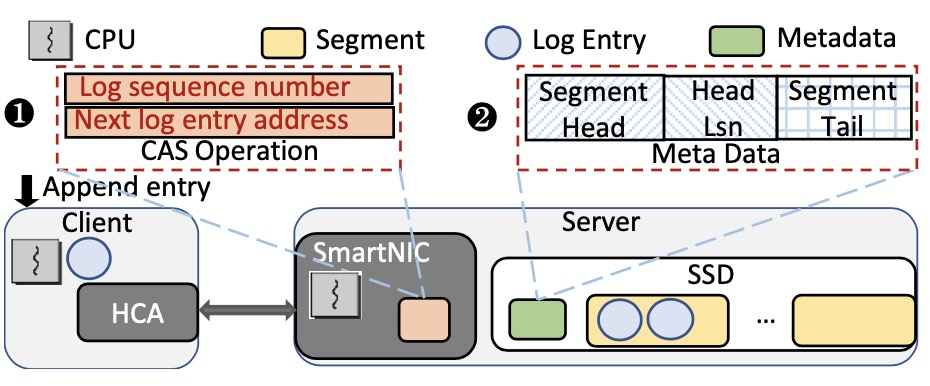 CPU
Segment
Log Entry
Metadata
❶
Log sequence number
Next log entry address
CAS Operation
❷
Segment Head
Head Lsn
Segment Tail
Meta Data
Append entry
Client
HCA
Server
SmartNIC
SSD
...